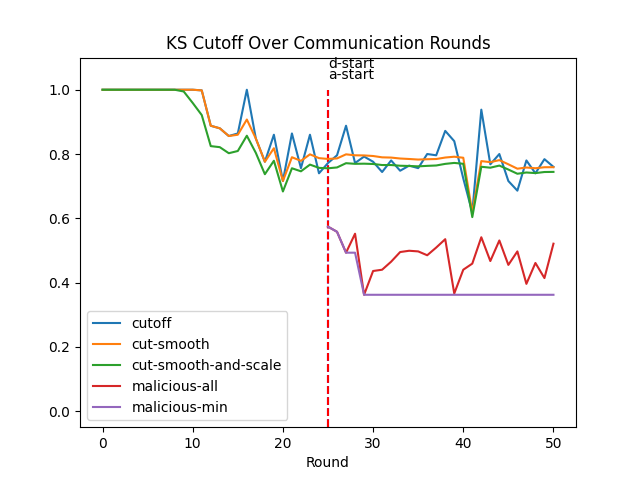 KS Cutoff Over Communication Rounds
d-start
a-start
1.0
0.8
0.6
0.4
0.2
0.0
cutoff
cut-smooth
cut-smooth-and-scale
malicious-all
malicious-min
0 10 20 30 40 50
Round